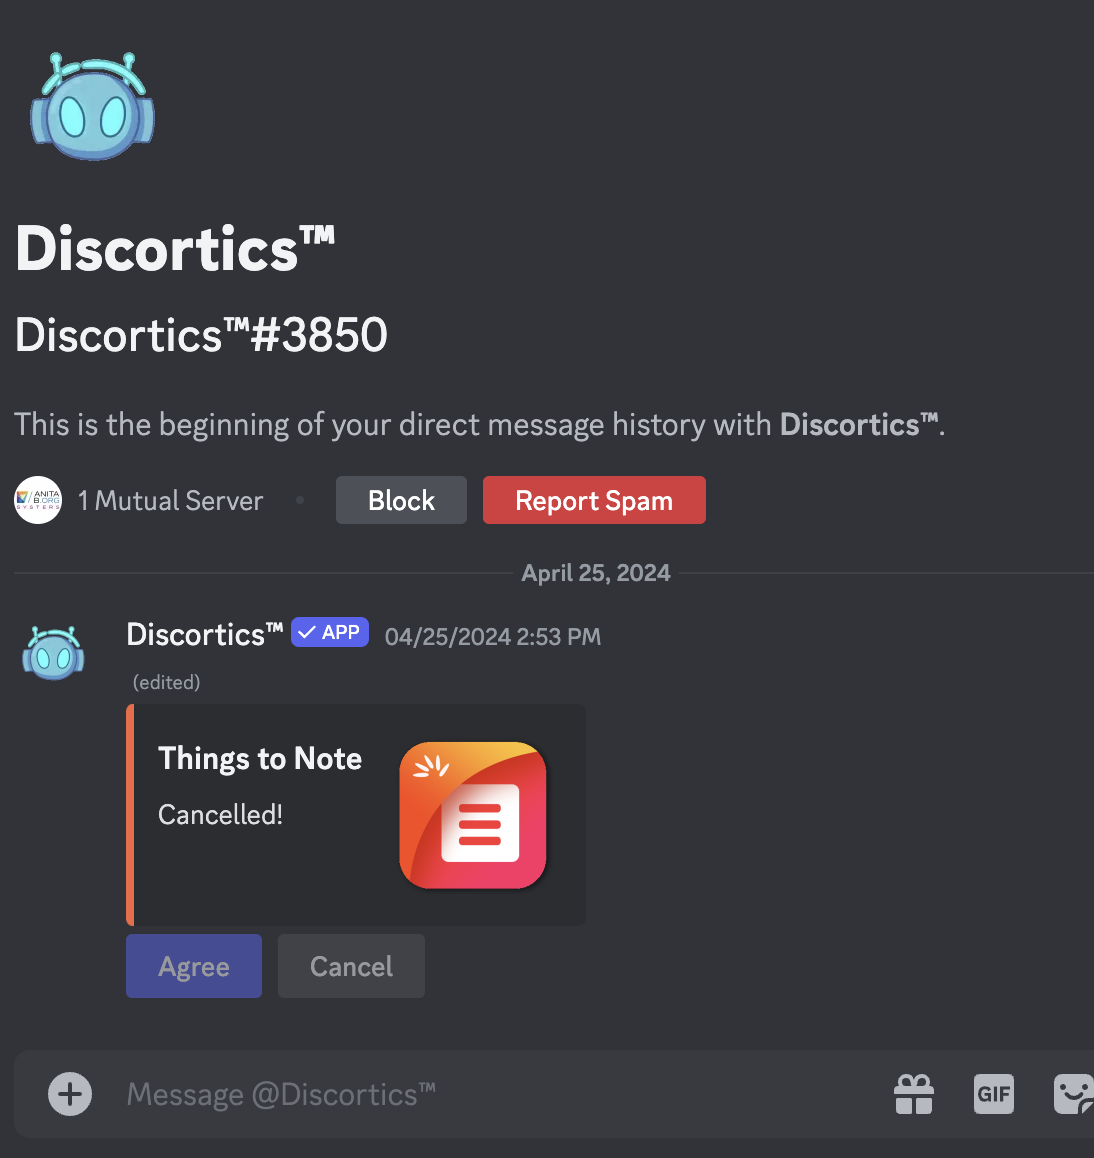 Discortics™
Discortics™#3850
This is the beginning of your direct message history with Discortics™.
ANITA
B.ORG
SYSTERS
1 Mutual Server
Block
Report Spam
April 25, 2024
Discortics™ APP 04/25/2024 2:53 PM
(edited)
Things to Note
Cancelled!
Agree
Cancel
Message @Discortics™
GIF